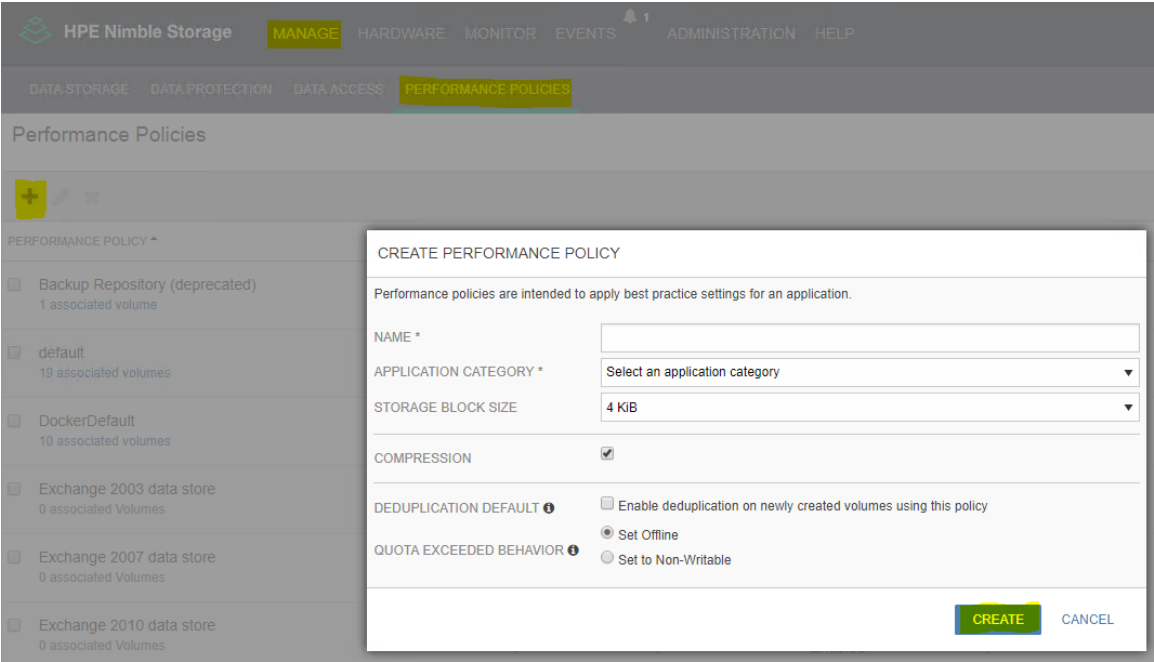 HPE Nimble Storage MANAGE HARDWARE MONITOR EVENTS 1 ADMINISTRATION HELP
DATA STORAGE DATA PROTECTION DATA ACCESS PERFORMANCE POLICIES
Performance Policies
PERFORMANCE POLICY
Backup Repository (deprecated)
1 associated volume
default
19 associated volumes
DockerDefault
10 associated volumes
Exchange 2003 data store
0 associated Volumes
Exchange 2007 data store
0 associated Volumes
Exchange 2010 data store
0 associated Volumes
CREATE PERFORMANCE POLICY
Performance policies are intended to apply best practice settings for an application.
NAME *
APPLICATION CATEGORY * Select an application category
STORAGE BLOCK SIZE 4 KiB
COMPRESSION
DEDUPLICATION DEFAULT Enable deduplication on newly created volumes using this policy
QUOTA EXCEEDED BEHAVIOR Set Offline
Set to Non-Writable
CREATE CANCEL